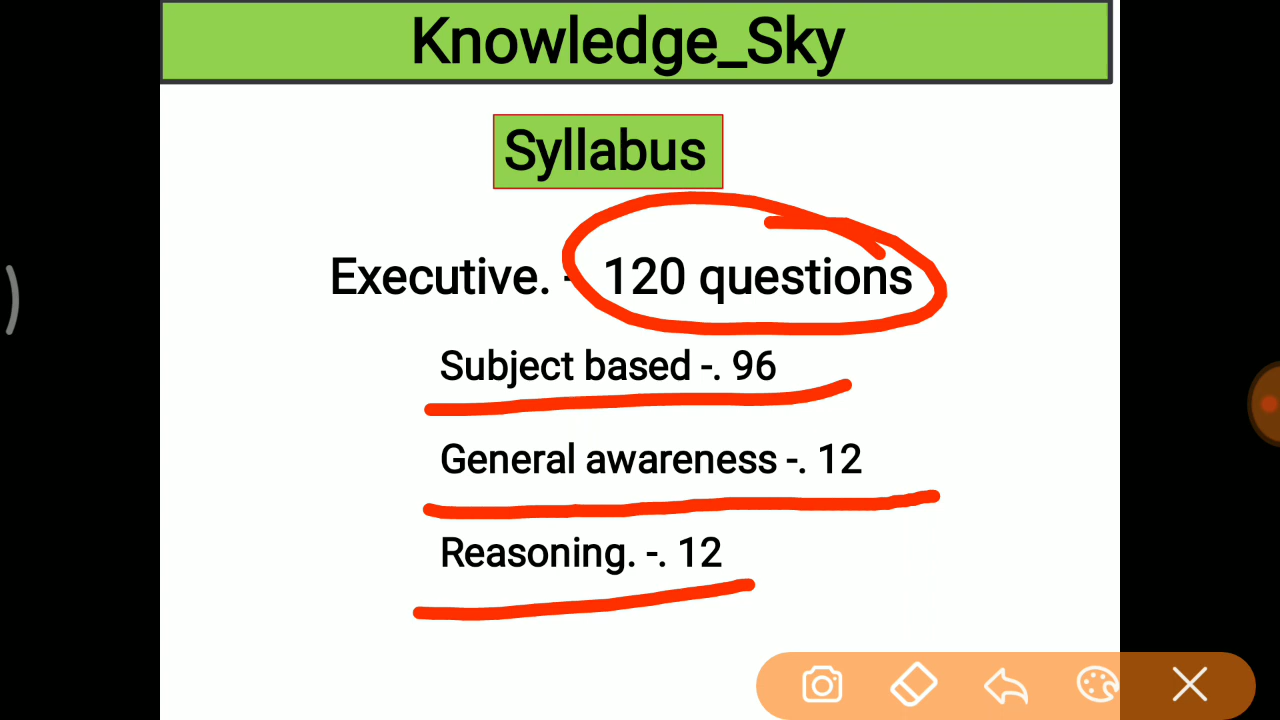 Knowledge_Sky
Syllabus
Executive. - 120 questions
Subject based -. 96
General awareness -. 12
Reasoning. -. 12